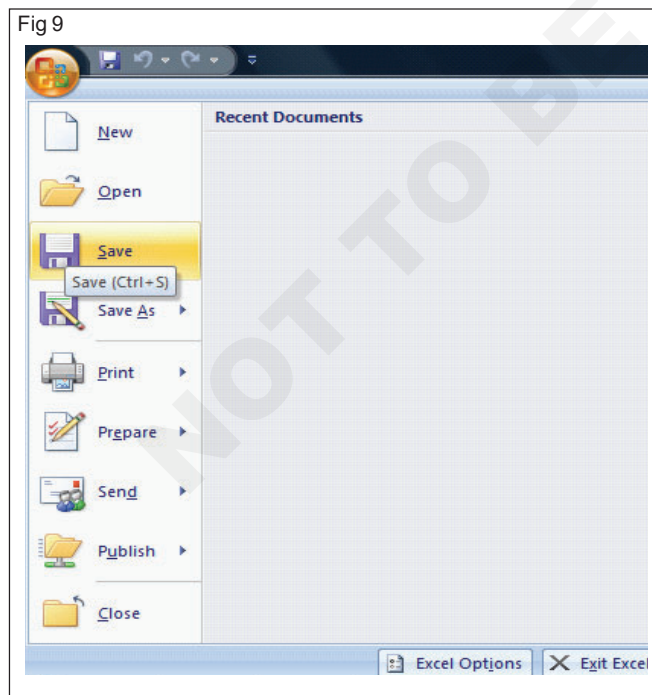 Fig 9
Recent Documents
New
Open
Save
Save (Ctrl+S)
Save As
Print
Prepare
Send
Publish
Close
Excel Options
Exit Excel
NOT TO BE